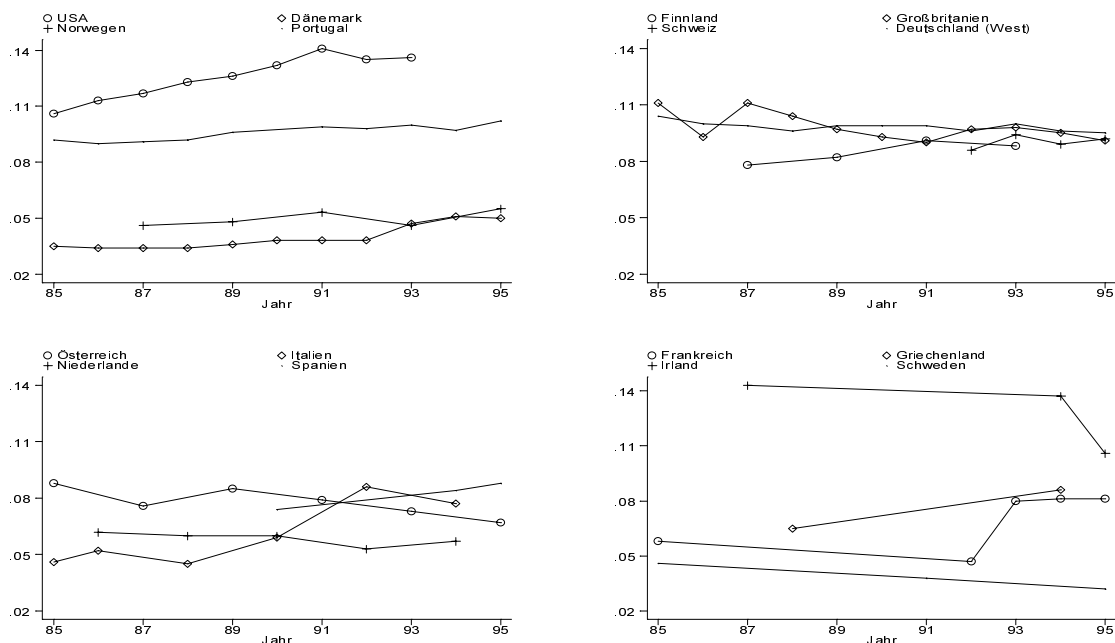 USA Dänemark
Norwegen Portugal
.14
.11
.08
.05
.02
85 87 89 91 93 95
Jahr
Finnland Großbritanien
Schweiz Deutschland (West)
.14
.11
.08
.05
.02
85 87 89 91 93 95
Jahr
Österreich Italien
Niederlande Spanien
.14
.11
.08
.05
.02
85 87 89 91 93 95
Jahr
Frankreich Griechenland
Irland Schweden
.14
.11
.08
.05
.02
85 87 89 91 93 95
Jahr